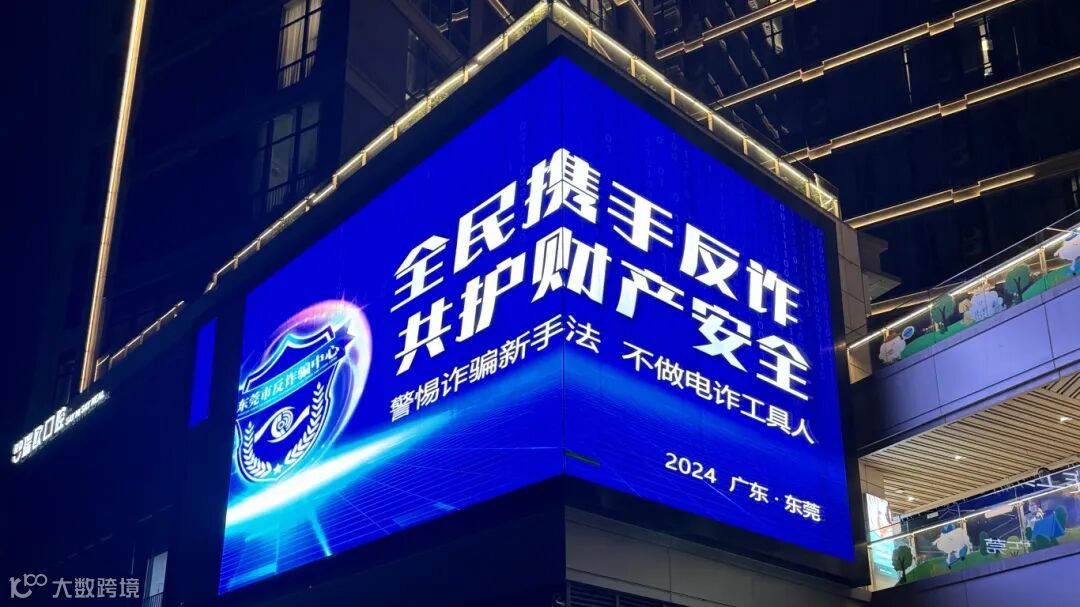 全民携手反诈
共护财产安全
警惕诈骗新手法 不做电诈工具人
东莞市反诈骗中心
2024 广东·东莞
大数跨境